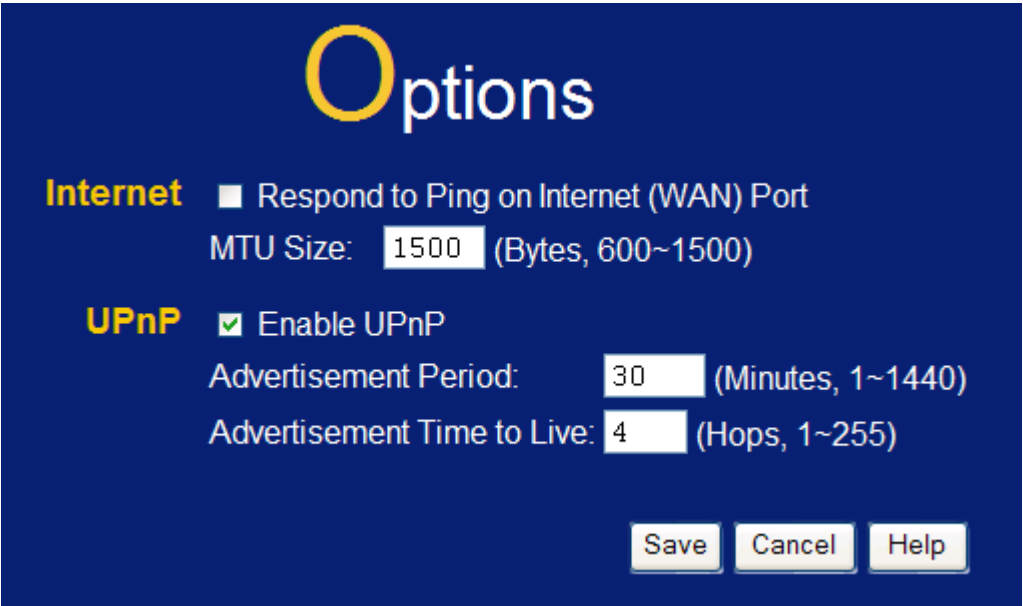 Options
Internet Respond to Ping on Internet (WAN) Port
MTU Size: 1500 (Bytes, 600~1500)
UPnP Enable UPnP
Advertisement Period: 30 (Minutes, 1~1440)
Advertisement Time to Live: 4 (Hops, 1~255)
Save Cancel Help